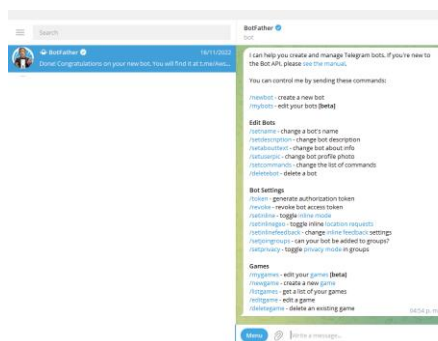 Search
BotFather
18/11/2022
Done! Congratulations on your new bot. You will find it at t.me/Aws...
BotFather
bot
I can help you create and manage Telegram bots. If you're new to
the Bot API, please see the manual.
You can control me by sending these commands:
/newbot - create a new bot
/mybots - edit your bots [beta]
Edit Bots
/setname - change a bot's name
/setdescription - change bot description
/setabouttext - change bot about info
/setuserpic - change bot profile photo
/setcommands - change the list of commands
/deletebot - delete a bot
Bot Settings
/token - generate authorization token
/revoke - revoke bot access token
/setinline - toggle inline mode
/setinlinegeo - toggle inline location requests
/setinlinefeedback - change inline feedback settings
/setjoingroups - can your bot be added to groups?
/setprivacy - toggle privacy mode in groups
Games
/mygames - edit your games [beta]
/newgame - create a new game
/listgames - get a list of your games
/editgame - edit a game
/deletegame - delete an existing game
04:54 p. m.
Menu
Write a message...